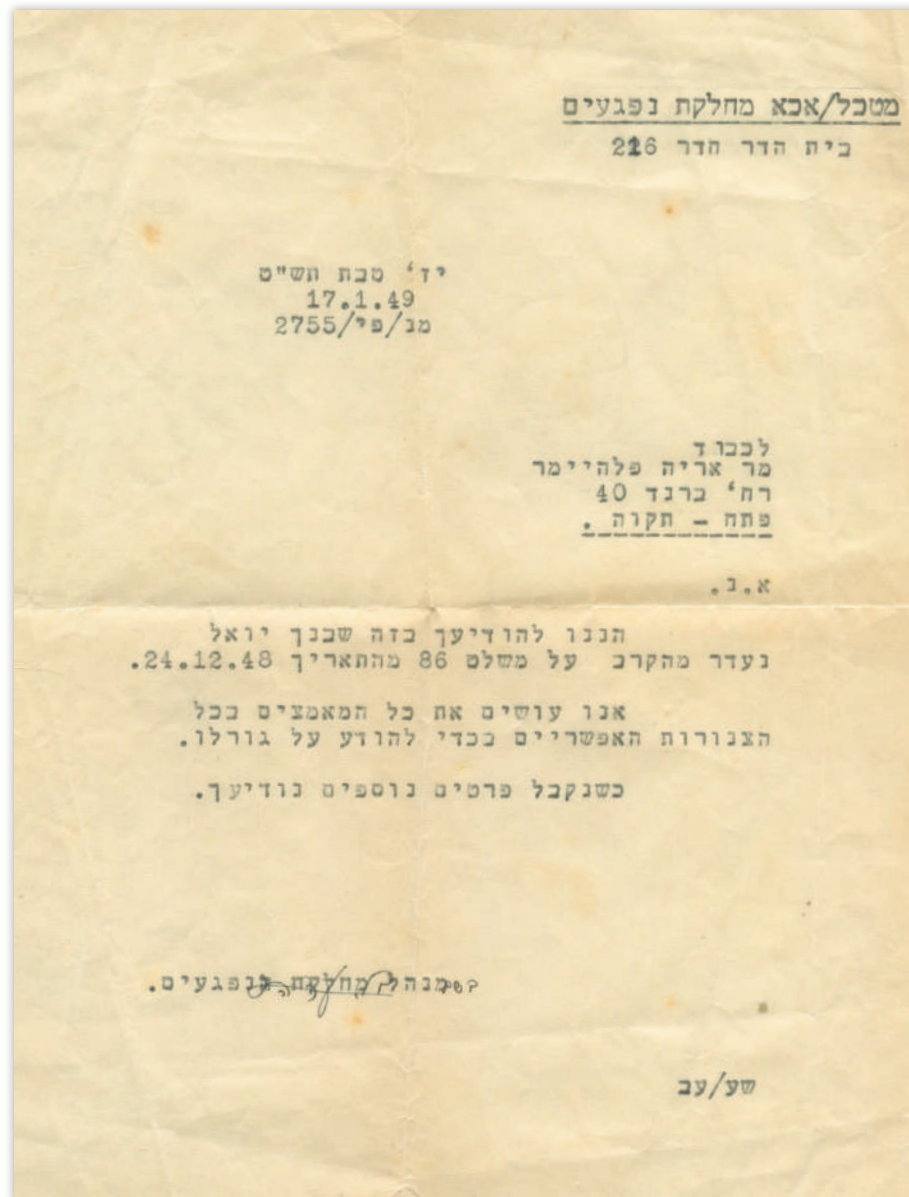 מטכל/אכא מחלקת נפגעים
בית הדר חדר 226
יז' טבת תש"ט
17.1.49
מנ/פי/2755
לכבוד
מר אריה פלהיימר
רח' ברנד 40
פתח - תקוה .
א.נ.
הננו להודיעך בזה שבנך יואל
נעדר מהקרב על משלט 86 מהתאריך 24.12.48.
אנו עושים את כל המאמצים בכל
הצנורות האפשריים בכדי להודע על גורלו.
כשנקבל פרטים נוספים נודיעך.
מנהל מחלקת הנפגעים.
שע/עב